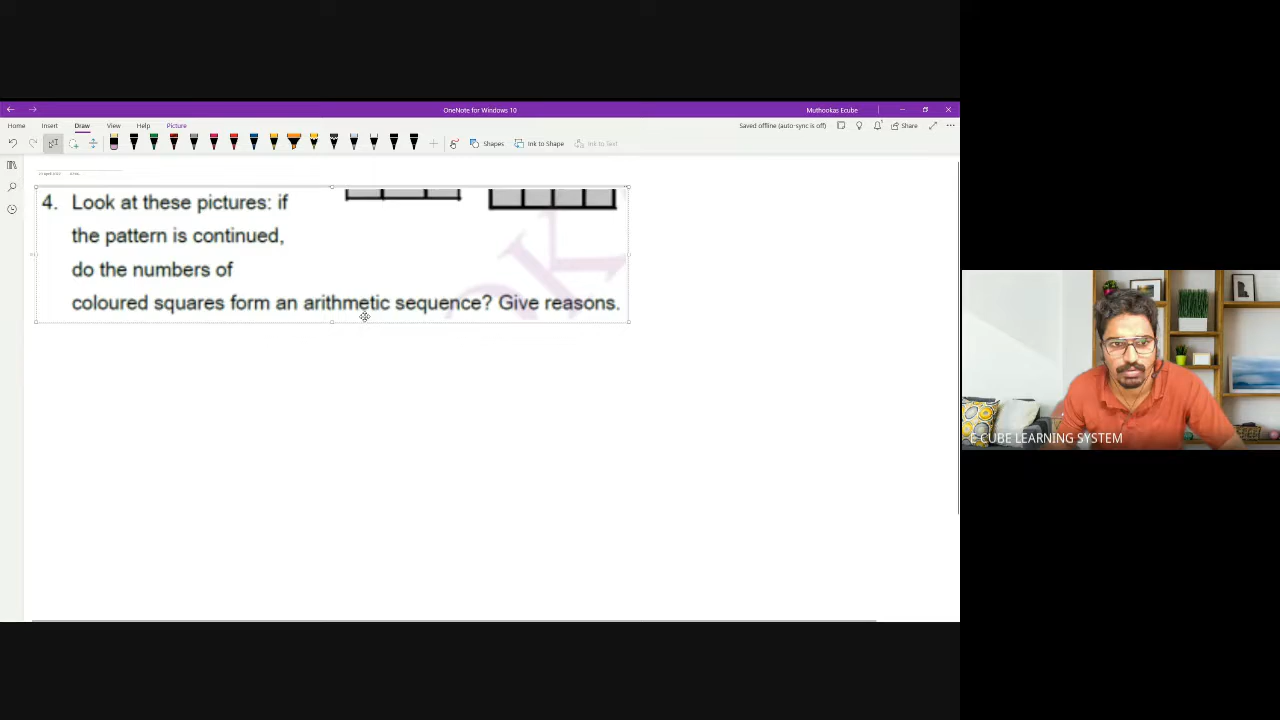 OneNote for Windows 10
Muthookas Ecube
Home Insert Draw View Help Picture
Saved offline (auto-sync is off)
Share
Shapes
Ink to Shape
Ink to Text
4. Look at these pictures: if
the pattern is continued,
do the numbers of
coloured squares form an arithmetic sequence? Give reasons.
E CUBE LEARNING SYSTEM